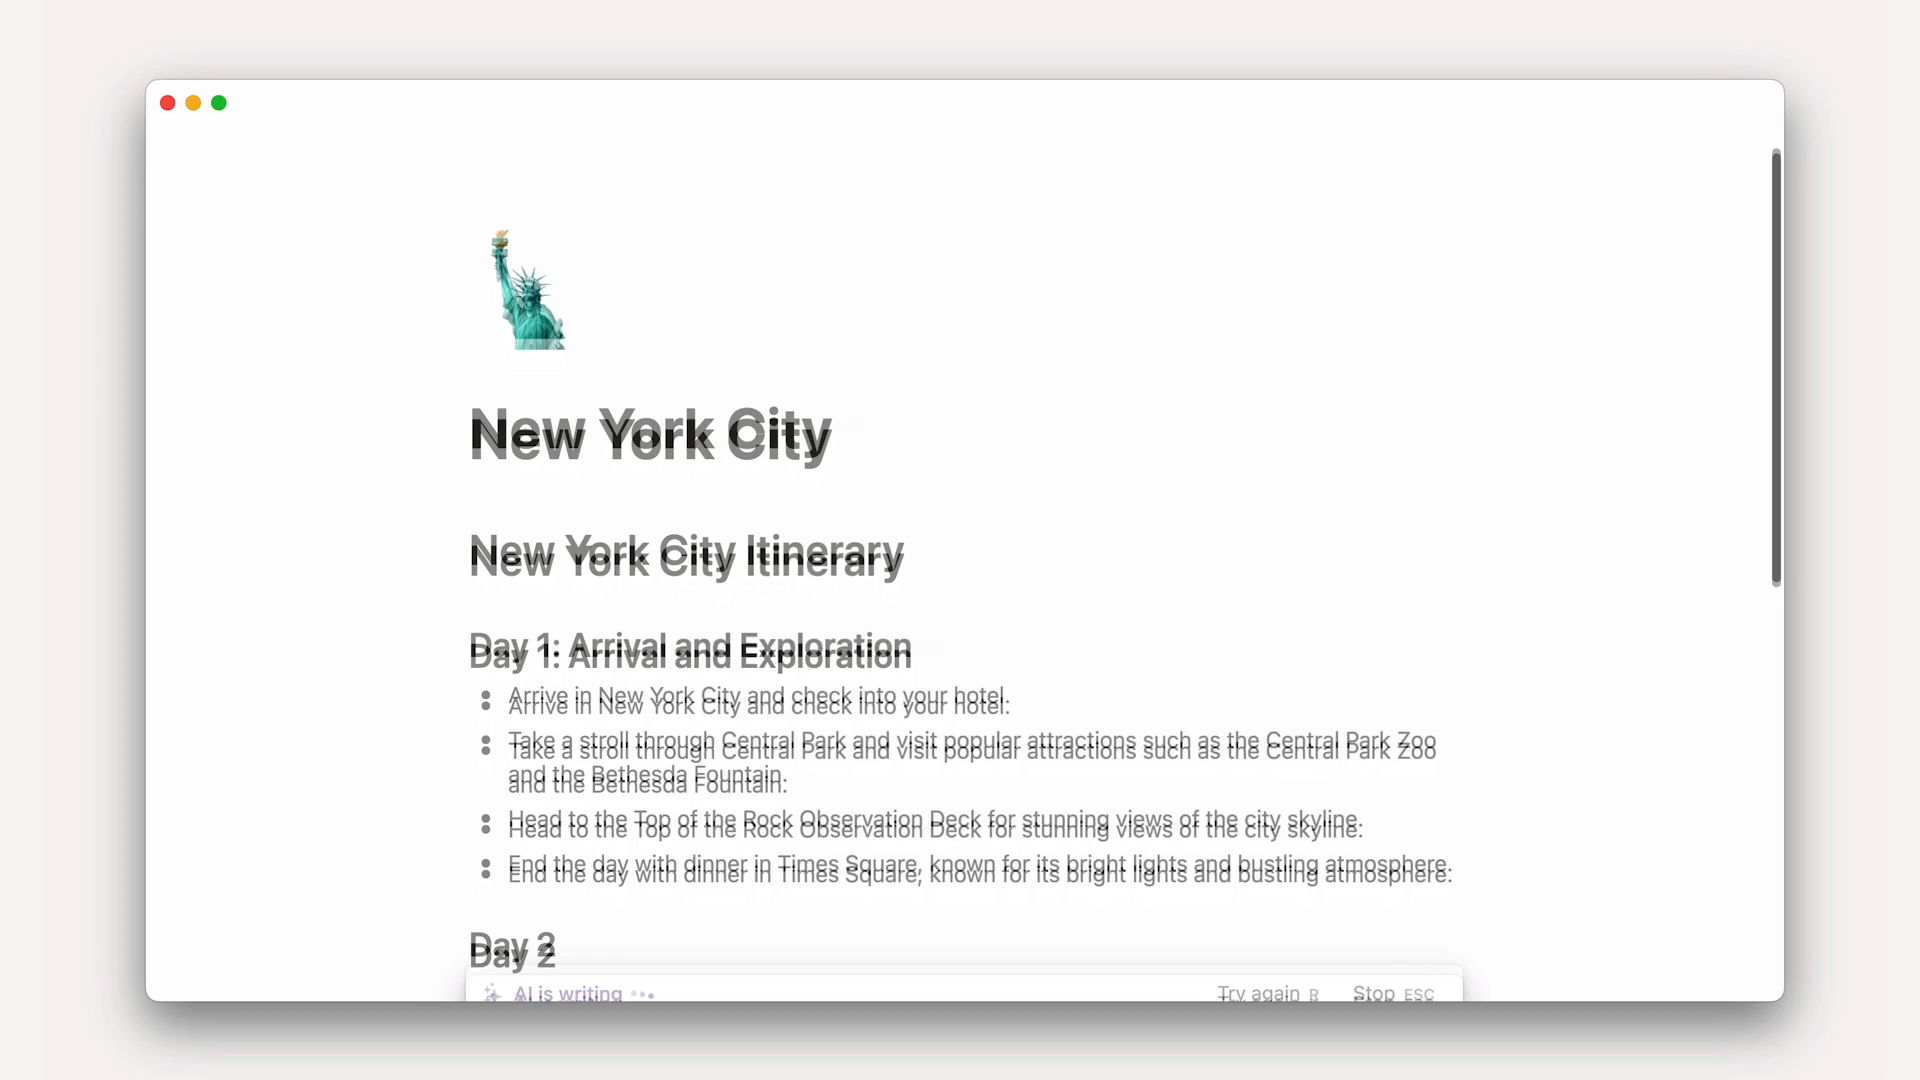 New York City
New York City Itinerary
Day 1: Arrival and Exploration
Arrive in New York City and check into your hotel.
Take a stroll through Central Park and visit popular attractions such as the Central Park Zoo
and the Bethesda Fountain.
Head to the Top of the Rock Observation Deck for stunning views of the city skyline.
End the day with dinner in Times Square, known for its bright lights and bustling atmosphere.
Day 2
AI is writing Try again R Stop ESC